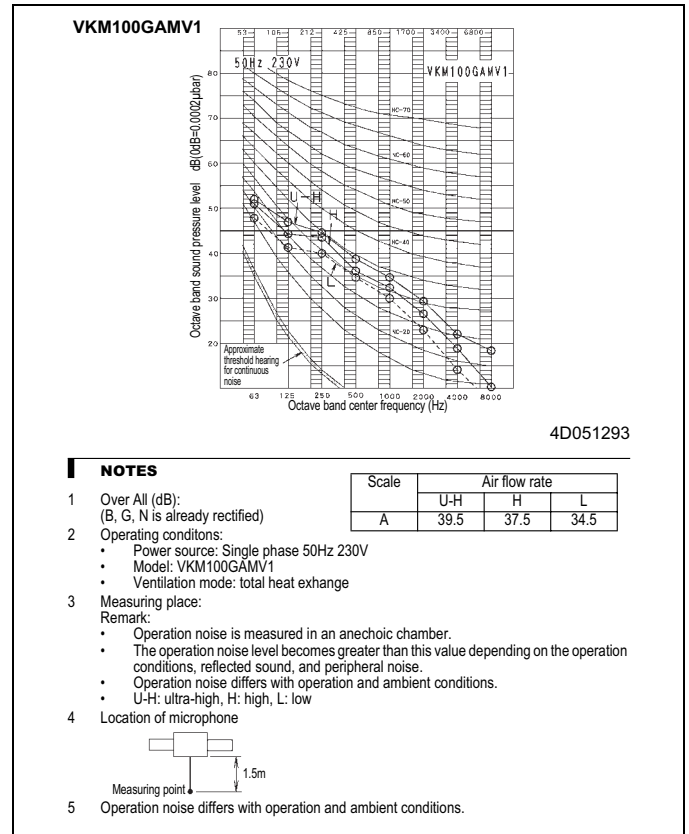 VKM100GAMV1
53 106 212 425 850 1700 3400 6800
50Hz 230V
VKM100GAMV1
80
70
60
50
40
30
20
Octave band sound pressure level dB(0dB=0.0002µbar)
NC-70
NC-60
NC-50
NC-40
NC-20
U-H
H
L
Approximate
threshold hearing
for continuous
noise
63 125 250 500 1000 2000 4000 8000
Octave band center frequency (Hz)
4D051293
NOTES
1 Over All (dB):
(B, G, N is already rectified)
Scale Air flow rate
U-H H L
A 39.5 37.5 34.5
2 Operating conditons:
• Power source: Single phase 50Hz 230V
• Model: VKM100GAMV1
• Ventilation mode: total heat exhange
3 Measuring place:
Remark:
• Operation noise is measured in an anechoic chamber.
• The operation noise level becomes greater than this value depending on the operation
conditions, reflected sound, and peripheral noise.
• Operation noise differs with operation and ambient conditions.
• U-H: ultra-high, H: high, L: low
4 Location of microphone
1.5m
Measuring point
5 Operation noise differs with operation and ambient conditions.